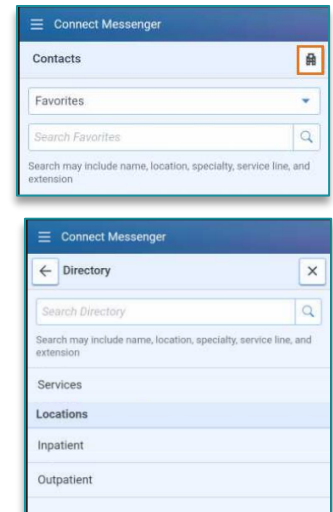 Connect Messenger
Contacts
Favorites
Search Favorites
Search may include name, location, specialty, service line, and
extension
Connect Messenger
Directory
Search Directory
Search may include name, location, specialty, service line, and
extension
Services
Locations
Inpatient
Outpatient